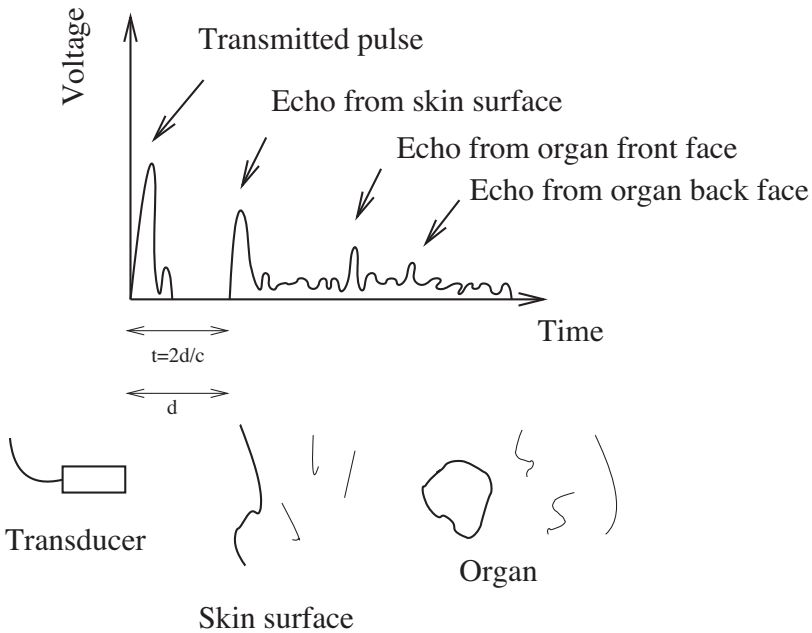 Voltage
Transmitted pulse
Echo from skin surface
Echo from organ front face
Echo from organ back face
Time
t=2d/c
d
Transducer
Organ
Skin surface